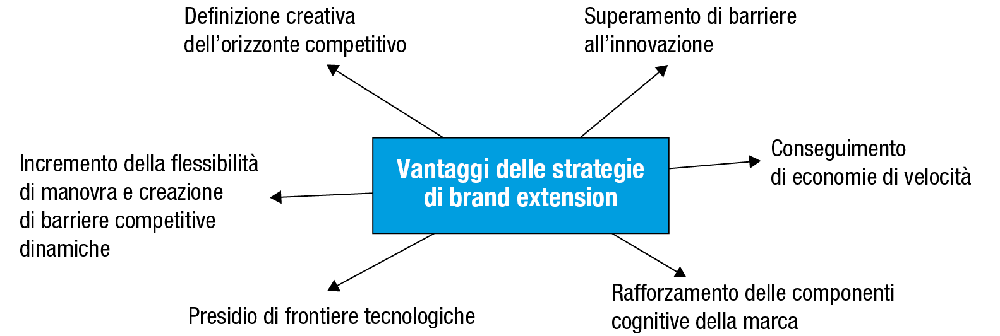 Definizione creativa
dell’orizzonte competitivo
Superamento di barriere
all’innovazione
Incremento della flessibilità
di manovra e creazione
di barriere competitive
dinamiche
Vantaggi delle strategie
di brand extension
Conseguimento
di economie di velocità
Presidio di frontiere tecnologiche
Rafforzamento delle componenti
cognitive della marca